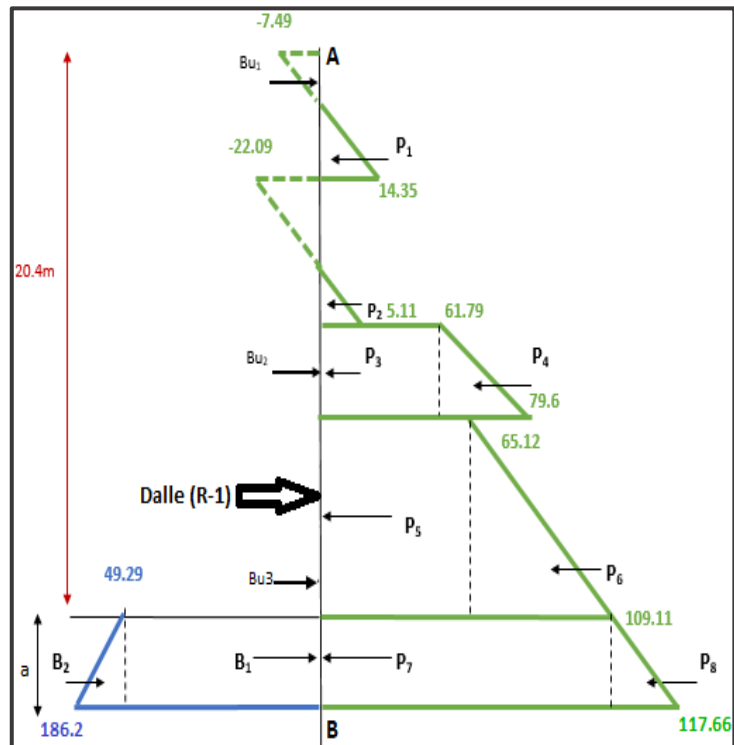 -7.49
A
Bu1
P1
-22.09
14.35
20.4m
P2 5.11 61.79
Bu2
P3
P4
79.6
65.12
Dalle (R-1)
P5
49.29
Bu3
P6
109.11
a
B2
B1
P7
P8
186.2
B
117.66